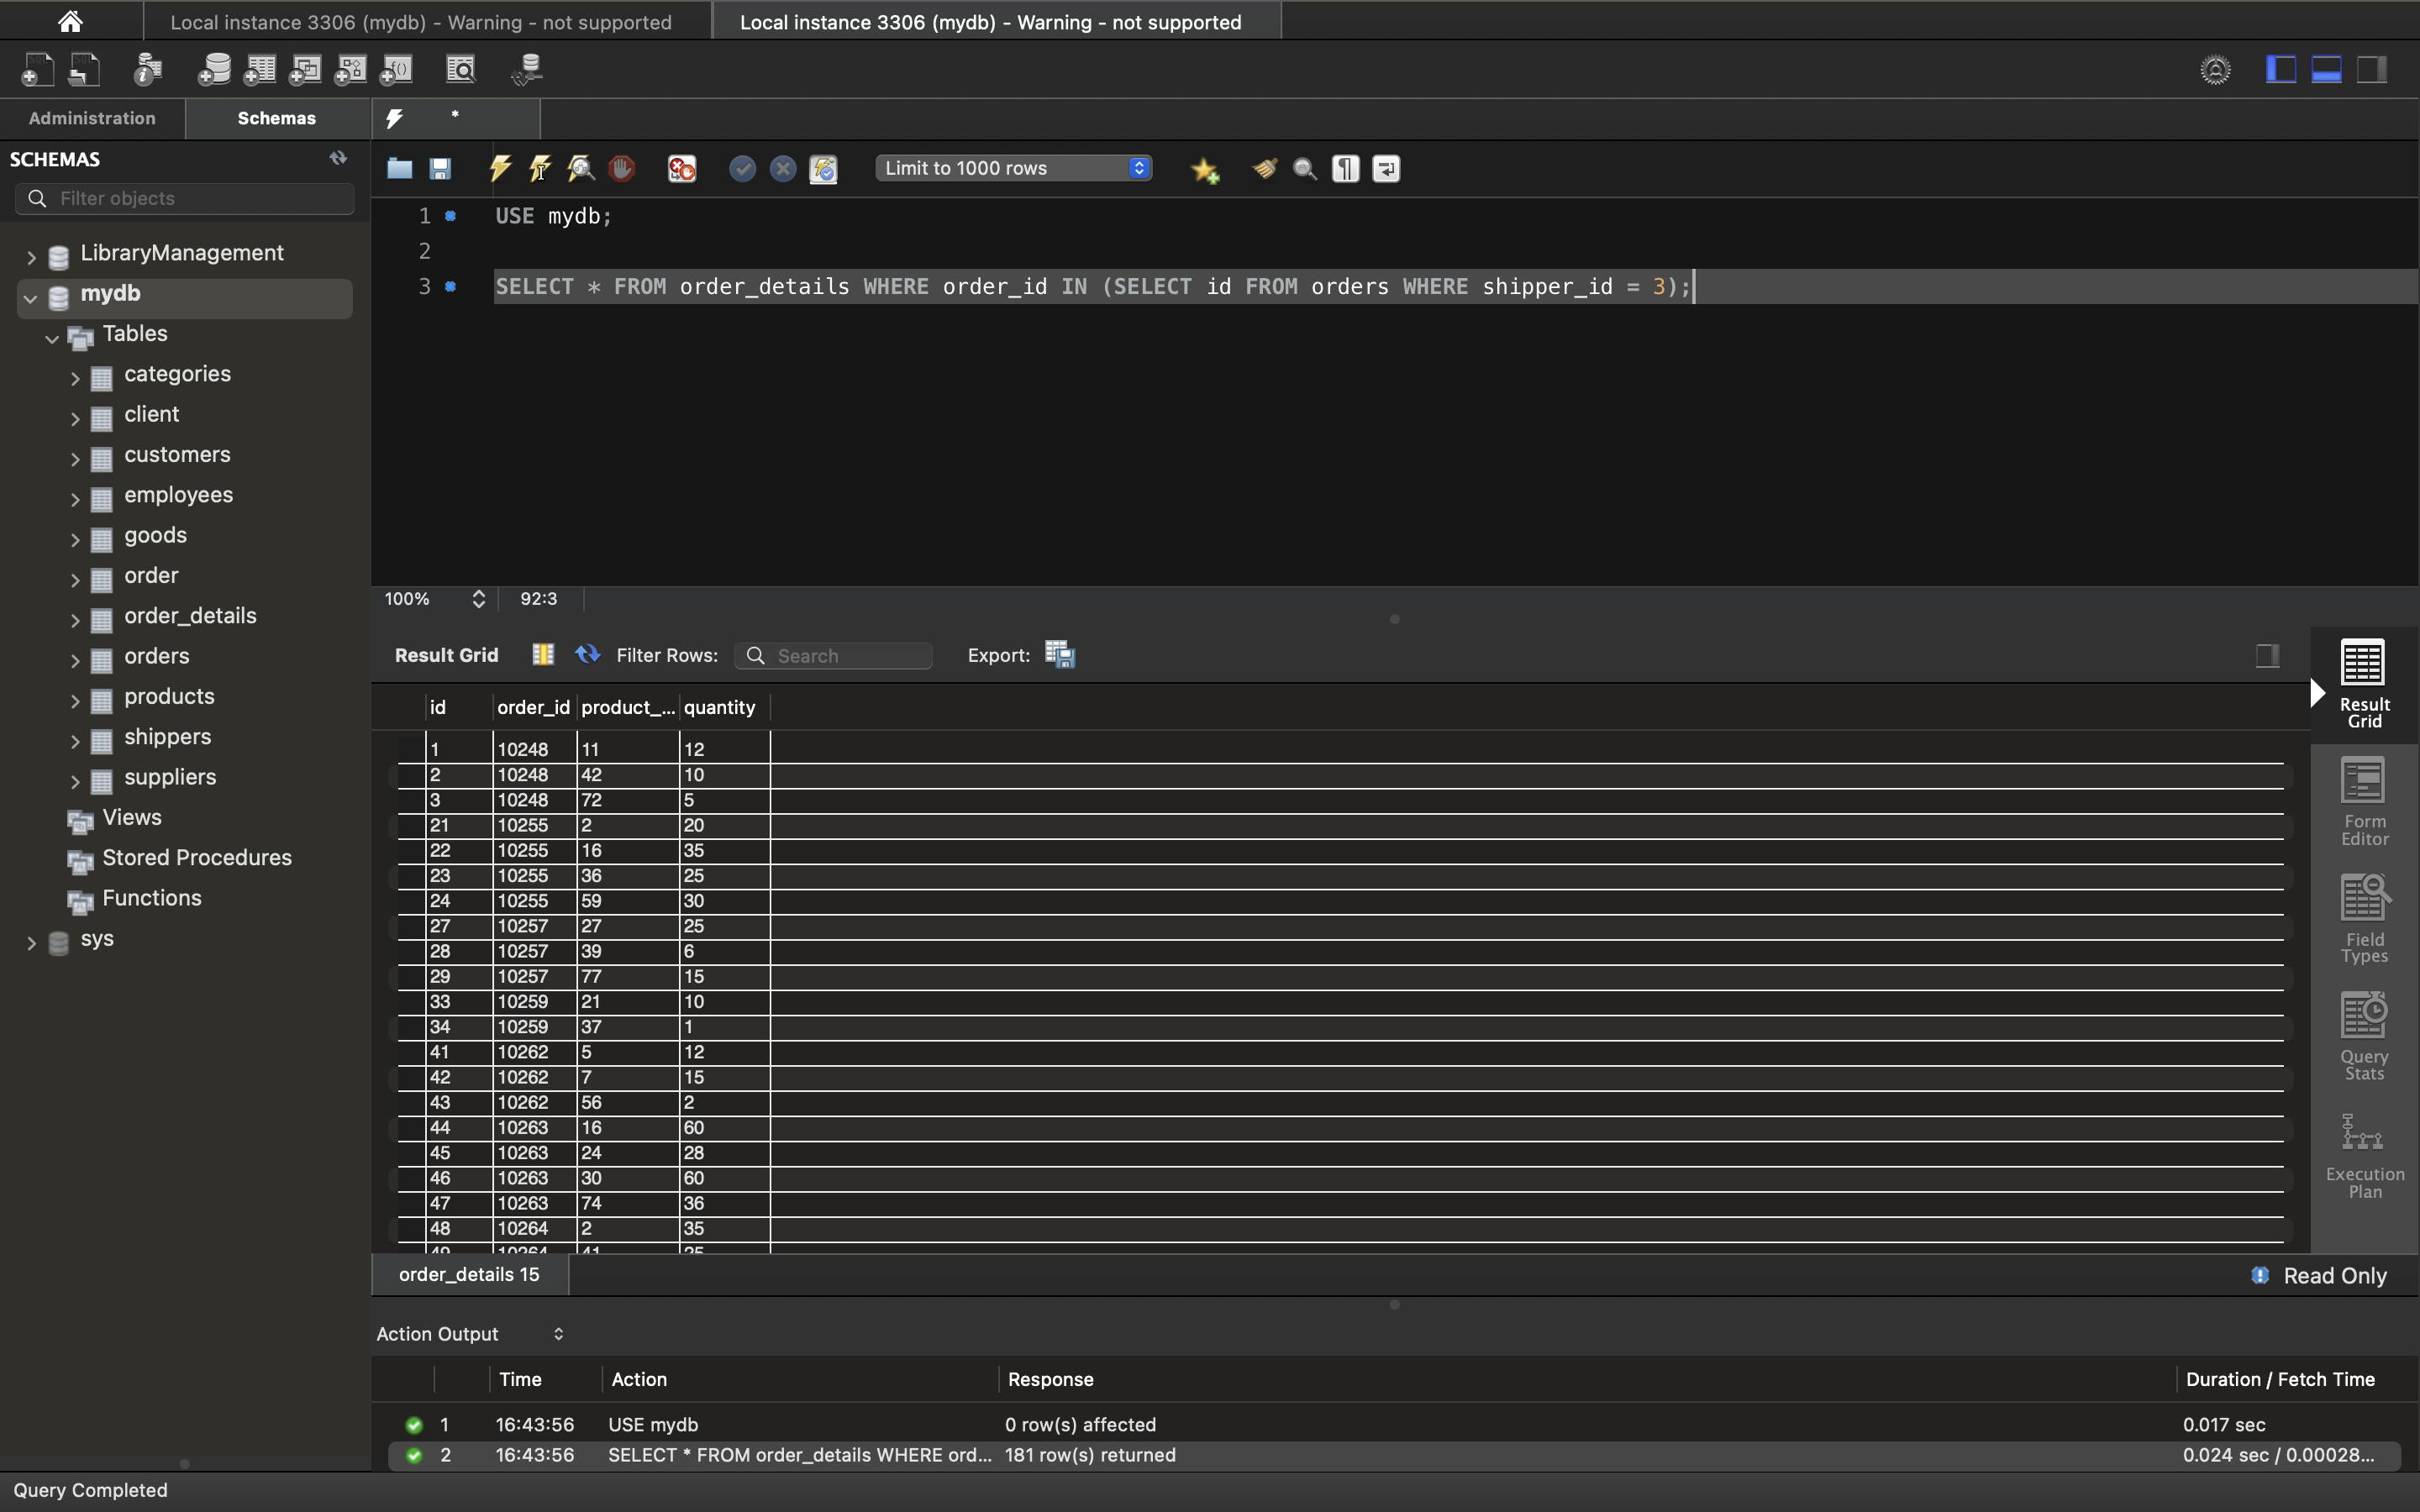 Local instance 3306 (mydb) - Warning - not supported
Local instance 3306 (mydb) - Warning - not supported
Administration
Schemas
*
SCHEMAS
Filter objects
LibraryManagement
mydb
Tables
categories
client
customers
employees
goods
order
order_details
orders
products
shippers
suppliers
Views
Stored Procedures
Functions
sys
Limit to 1000 rows
1 USE mydb;
2
3 SELECT * FROM order_details WHERE order_id IN (SELECT id FROM orders WHERE shipper_id = 3);
100% 92:3
Result Grid Filter Rows: Search Export:
id order_id product_... quantity
1 10248 11 12
2 10248 42 10
3 10248 72 5
21 10255 2 20
22 10255 16 35
23 10255 36 25
24 10255 59 30
27 10257 27 25
28 10257 39 6
29 10257 77 15
33 10259 21 10
34 10259 37 1
41 10262 5 12
42 10262 7 15
43 10262 56 2
44 10263 16 60
45 10263 24 28
46 10263 30 60
47 10263 74 36
48 10264 2 35
49 10264 41 25
Result
Grid
Form
Editor
Field
Types
Query
Stats
Execution
Plan
order_details 15
Read Only
Action Output
Time Action Response Duration / Fetch Time
1 16:43:56 USE mydb 0 row(s) affected 0.017 sec
2 16:43:56 SELECT * FROM order_details WHERE ord... 181 row(s) returned 0.024 sec / 0.00028...
Query Completed